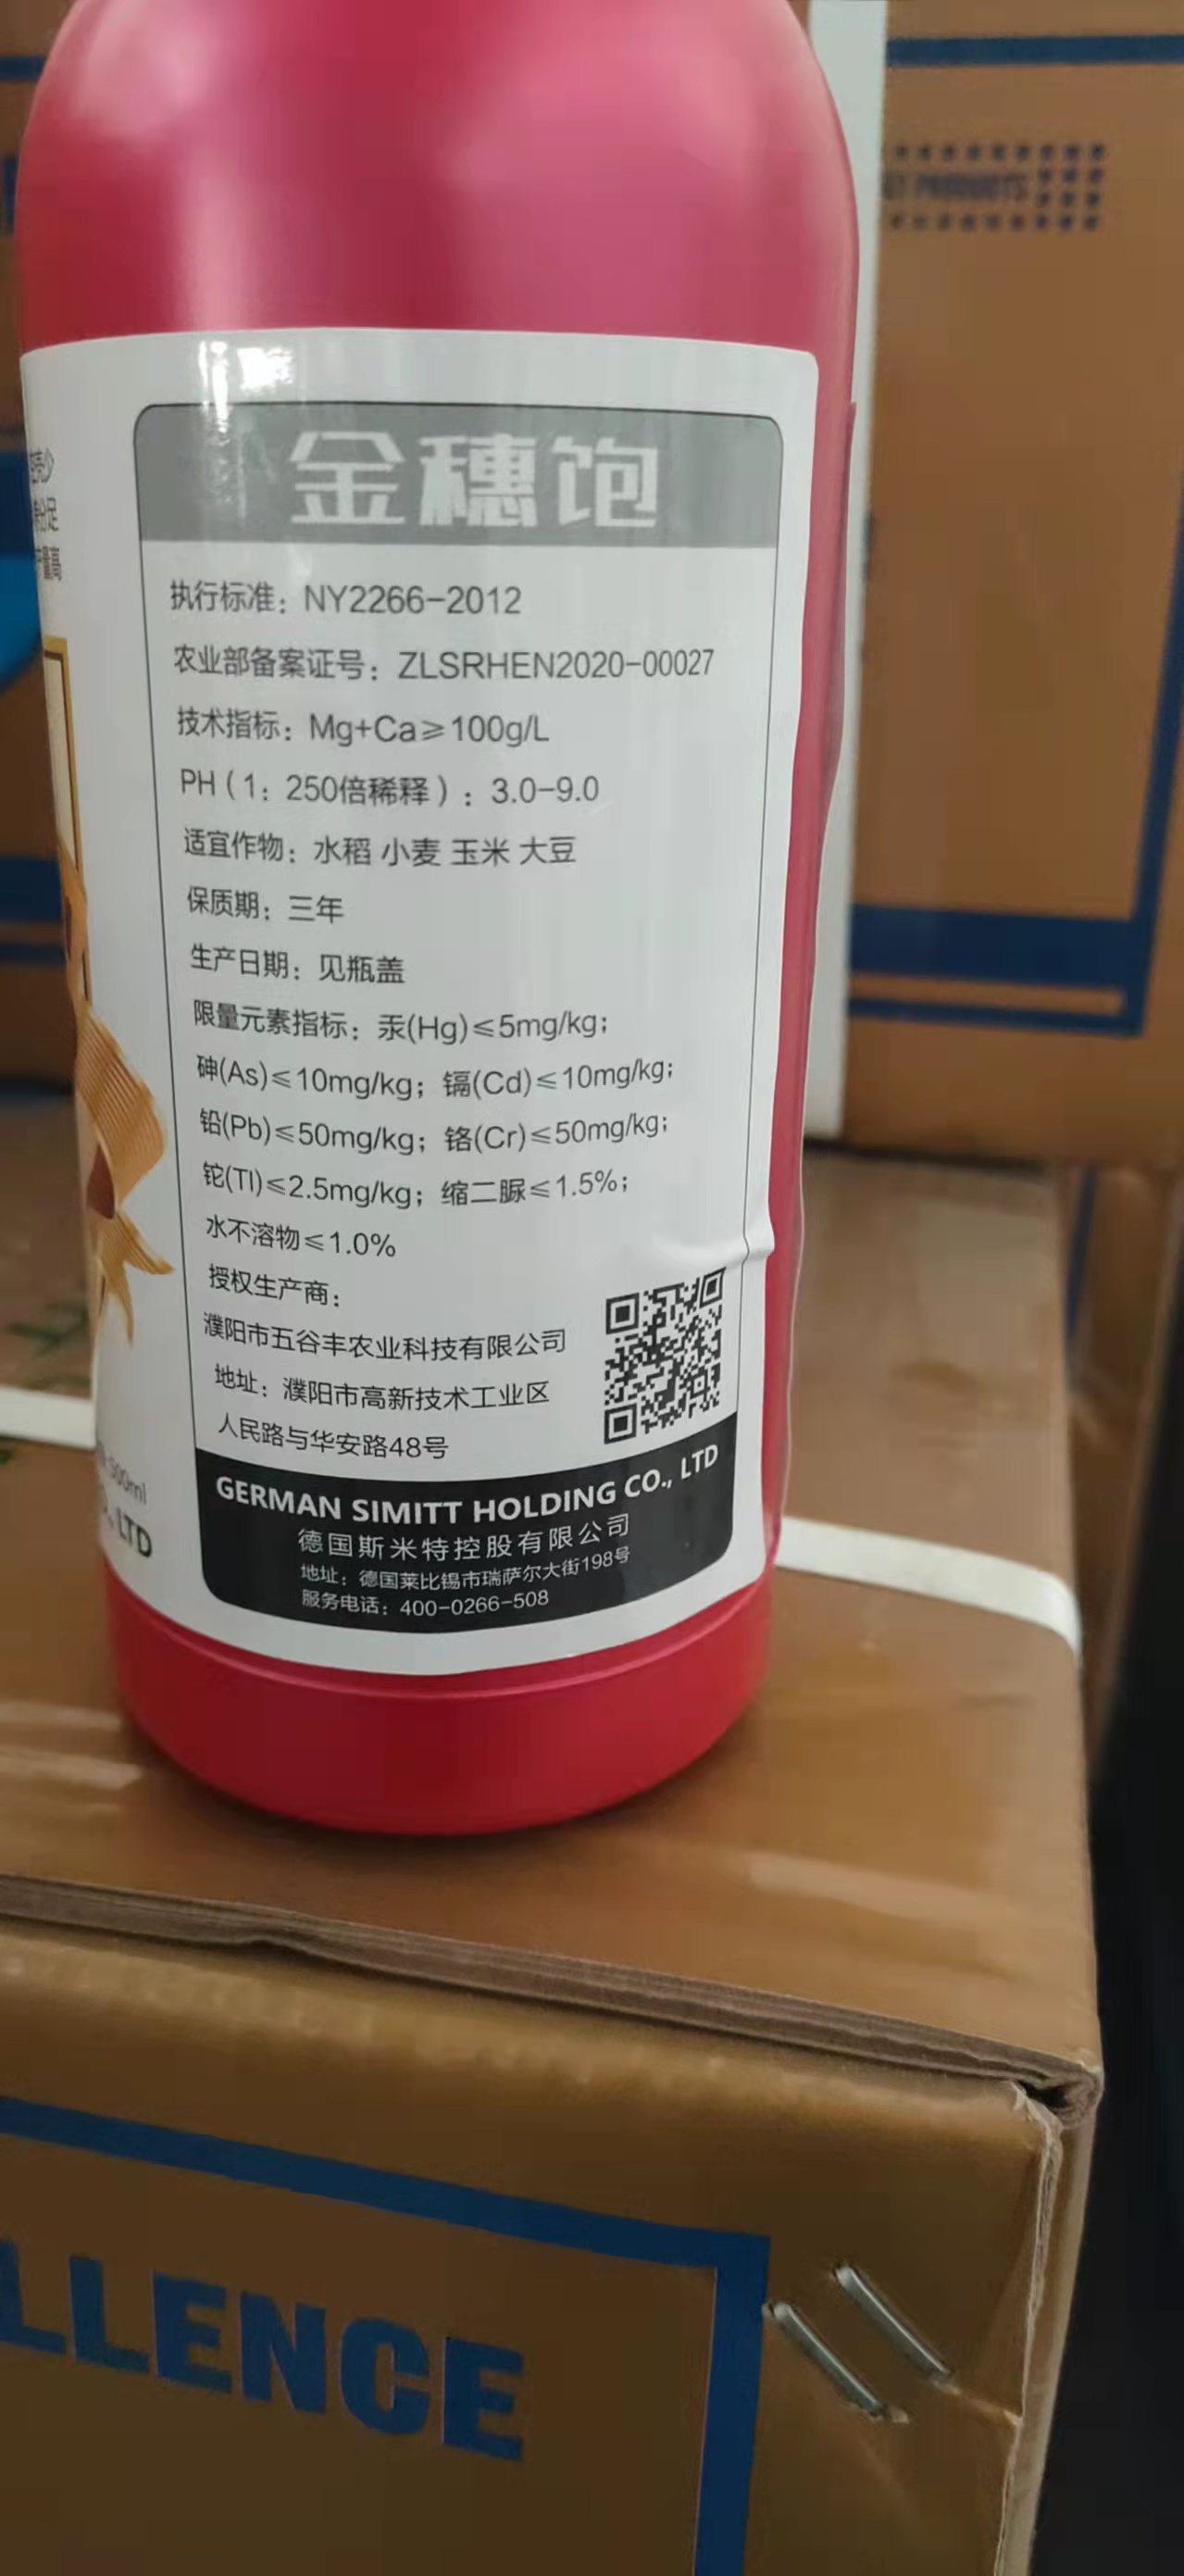 金穗饱
执行标准：NY2266-2012
农业部备案证号：ZLSRHEN2020-00027
技术指标：Mg+Ca≥100g/L
PH（1：250倍稀释）：3.0-9.0
适宜作物：水稻 小麦 玉米 大豆
保质期：三年
生产日期：见瓶盖
限量元素指标：汞(Hg)≤5mg/kg；
砷(As)≤10mg/kg；镉(Cd)≤10mg/kg；
铅(Pb)≤50mg/kg；铬(Cr)≤50mg/kg；
铊(Tl)≤2.5mg/kg；缩二脲≤1.5%；
水不溶物≤1.0%
授权生产商：
濮阳市五谷丰农业科技有限公司
地址：濮阳市高新技术工业区
人民路与华安路48号
GERMAN SIMITT HOLDING CO., LTD
德国斯米特控股有限公司
地址：德国莱比锡市瑞萨尔大街198号
服务电话：400-0266-508
300ml
LTD
PRODUCTS
LLENCE